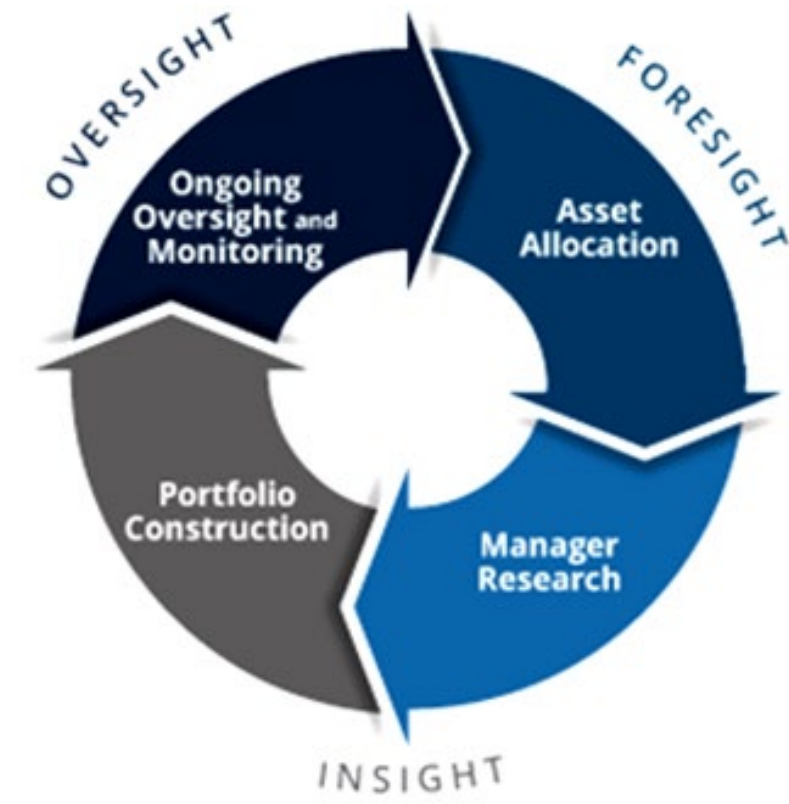 OVERSIGHT
FORESIGHT
Ongoing
Oversight and
Monitoring
Asset
Allocation
Portfolio
Construction
Manager
Research
INSIGHT